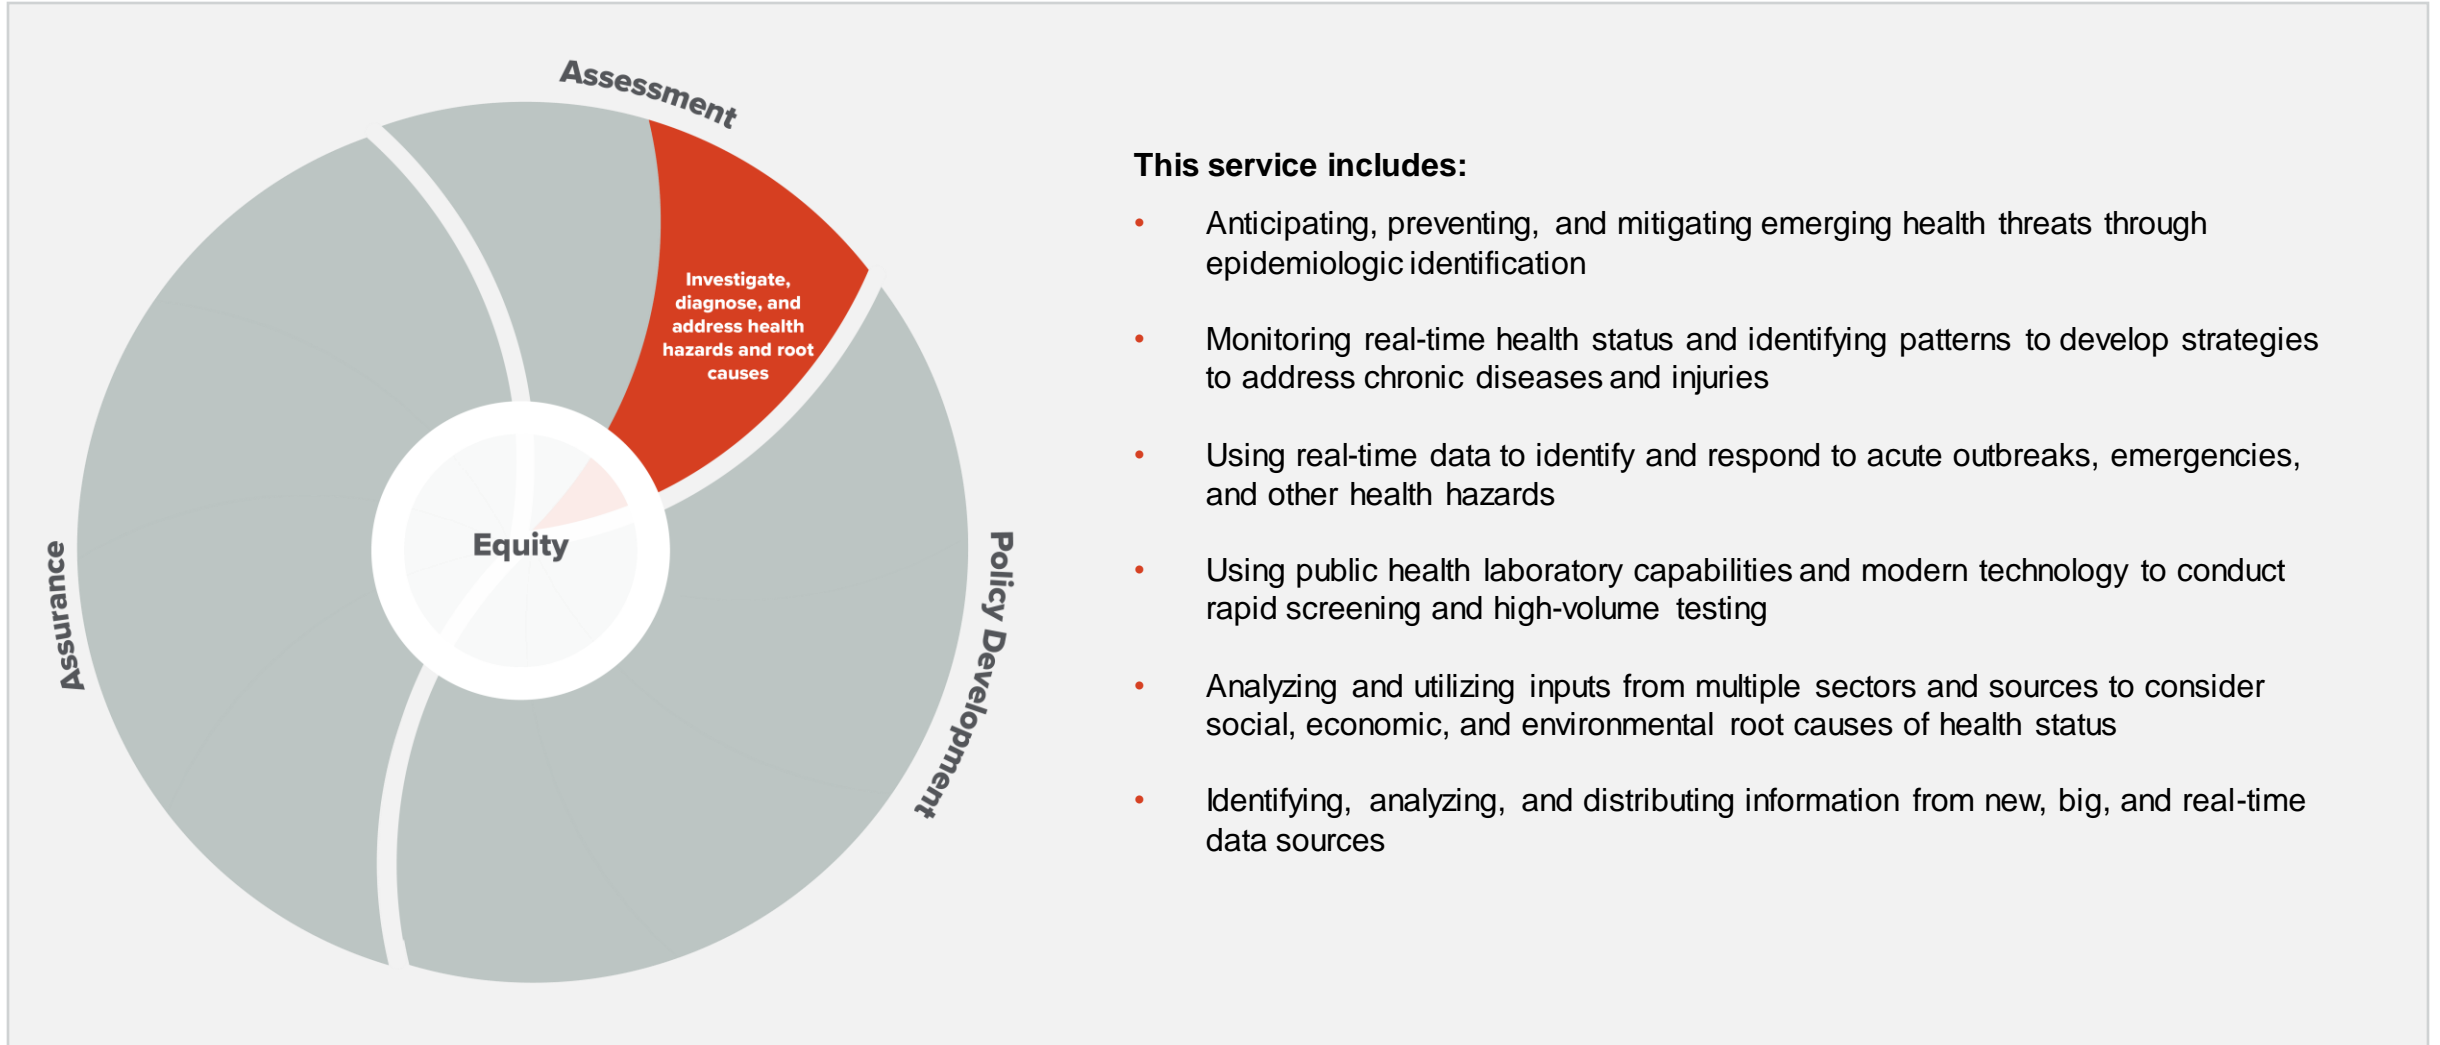 Assessment
Investigate,
diagnose, and
address health
hazards and root
causes
Equity
Assurance
Policy Development
This service includes:
• Anticipating, preventing, and mitigating emerging health threats through
epidemiologic identification
• Monitoring real-time health status and identifying patterns to develop strategies
to address chronic diseases and injuries
• Using real-time data to identify and respond to acute outbreaks, emergencies,
and other health hazards
• Using public health laboratory capabilities and modern technology to conduct
rapid screening and high-volume testing
• Analyzing and utilizing inputs from multiple sectors and sources to consider
social, economic, and environmental root causes of health status
• Identifying, analyzing, and distributing information from new, big, and real-time
data sources